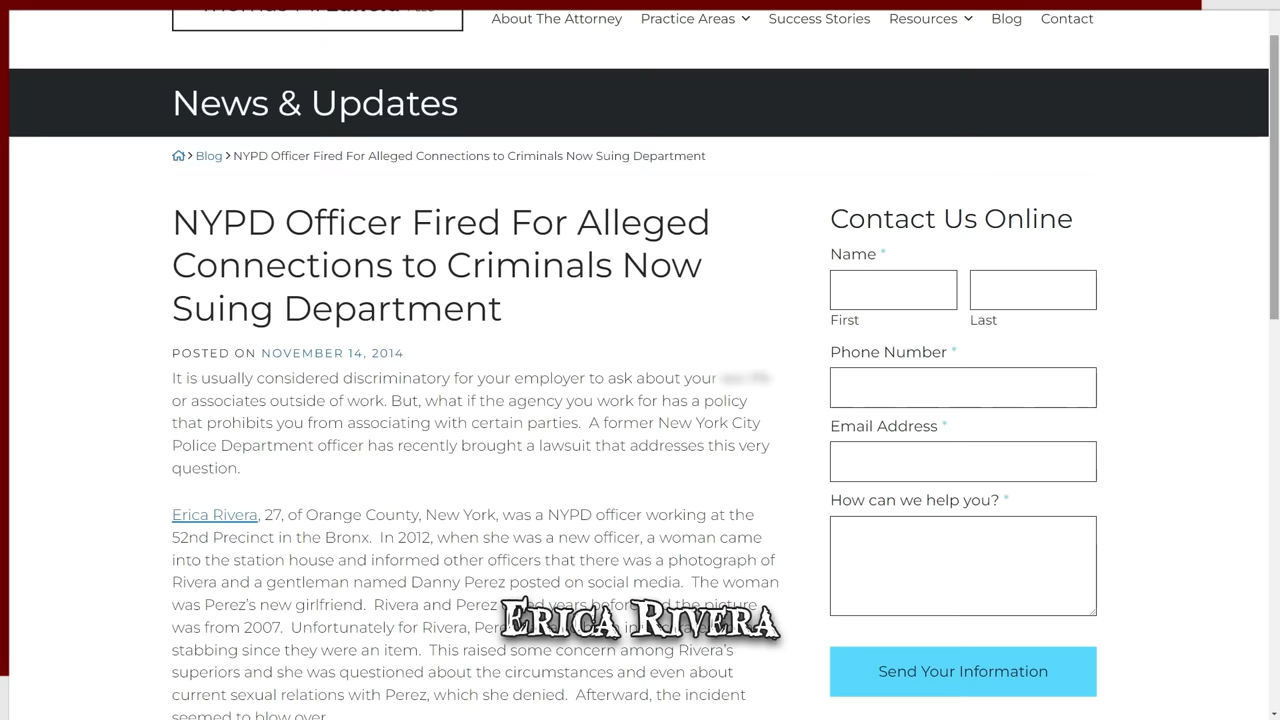 About The Attorney Practice Areas Success Stories Resources Blog Contact
News & Updates
Blog NYPD Officer Fired For Alleged Connections to Criminals Now Suing Department
NYPD Officer Fired For Alleged
Connections to Criminals Now
Suing Department
POSTED ON NOVEMBER 14, 2014
It is usually considered discriminatory for your employer to ask about your
or associates outside of work. But, what if the agency you work for has a policy
that prohibits you from associating with certain parties. A former New York City
Police Department officer has recently brought a lawsuit that addresses this very
question.
Erica Rivera, 27, of Orange County, New York, was a NYPD officer working at the
52nd Precinct in the Bronx. In 2012, when she was a new officer, a woman came
into the station house and informed other officers that there was a photograph of
Rivera and a gentleman named Danny Perez posted on social media. The woman
was Perez's new girlfriend. Rivera and Perez years the picture
was from 2007. Unfortunately for Rivera,
stabbing since they were an item. This raised some concern among Rivera's
superiors and she was questioned about the circumstances and even about
current sexual relations with Perez, which she denied. Afterward, the incident
seemed to blow over.
Erica Rivera
Contact Us Online
Name *
First Last
Phone Number *
Email Address *
How can we help you? *
Send Your Information